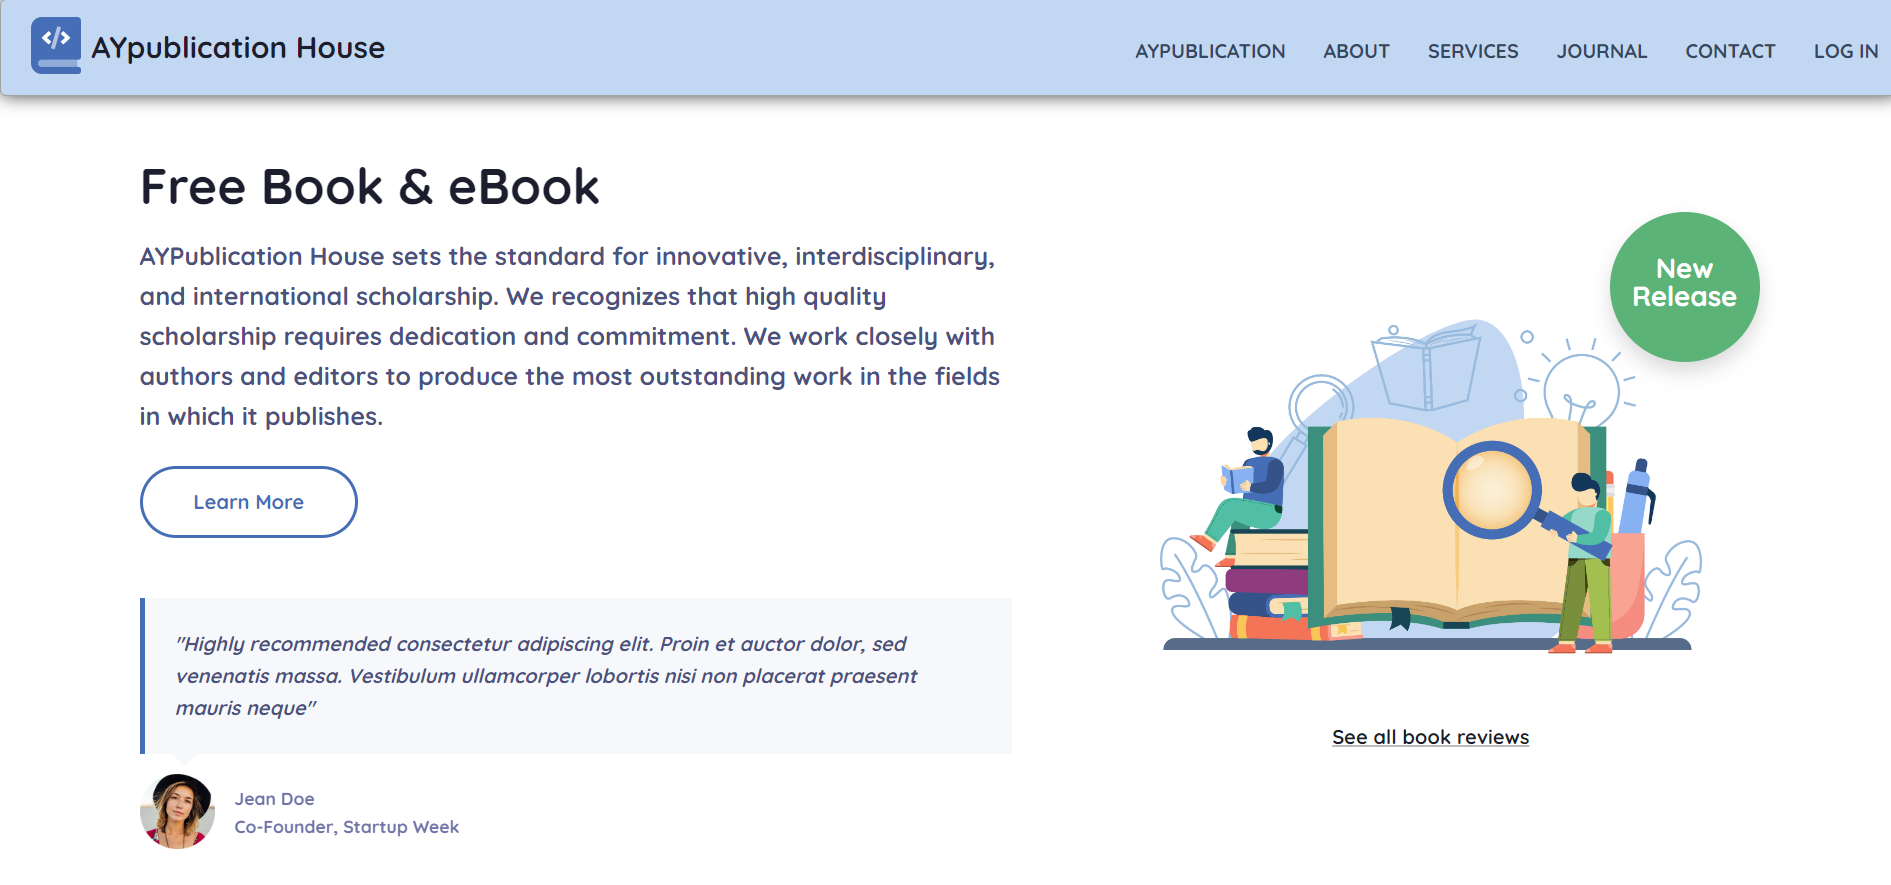 AYpublication House
AYPUBLICATION ABOUT SERVICES JOURNAL CONTACT LOG IN
Free Book & eBook
AYPublication House sets the standard for innovative, interdisciplinary,
and international scholarship. We recognizes that high quality
scholarship requires dedication and commitment. We work closely with
authors and editors to produce the most outstanding work in the fields
in which it publishes.
Learn More
"Highly recommended consectetur adipiscing elit. Proin et auctor dolor, sed
venenatis massa. Vestibulum ullamcorper lobortis nisi non placerat praesent
mauris neque"
Jean Doe
Co-Founder, Startup Week
New
Release
See all book reviews